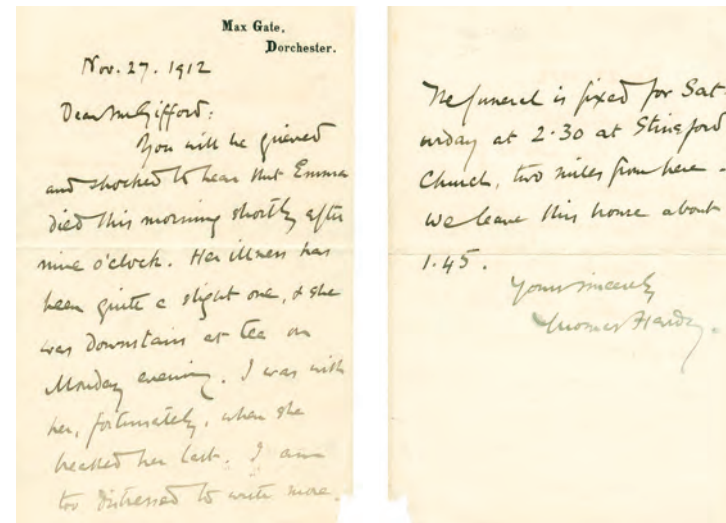 Max Gate,
Dorchester.
Nov. 27. 1912
Dear Mr Gifford:
You will be grieved
and shocked to hear that Emma
died this morning shortly after
nine o'clock. Her illness has
been quite a slight one, & she
was downstairs at tea on
Monday evening. I was with
her, fortunately, when she
breathed her last. I am
too distressed to write more.
The funeral is fixed for Sat-
urday at 2.30 at Stinsford
Church, two miles from here –
we leave this house about
1.45.
Yours sincerely
Thomas Hardy.